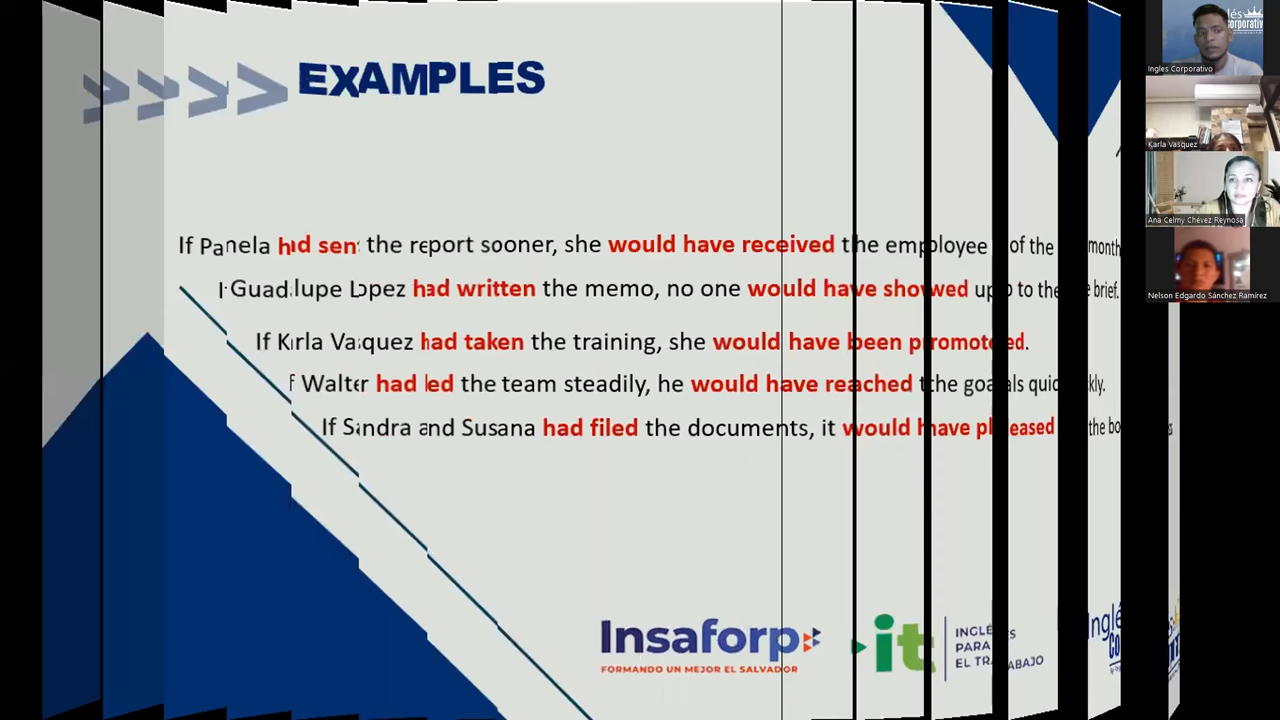 EXAMPLES
If Pamela had sent the report sooner, she would have received the employee of the month
If Guadalupe Lopez had written the memo, no one would have showed up to the brief.
If Karla Vasquez had taken the training, she would have been promoted.
If Walter had led the team steadily, he would have reached the goals quickly.
If Sandra and Susana had filed the documents, it would have pleased the
Insaforp
FORMANDO UN MEJOR EL SALVADOR
it
INGLÉS
PARA
EL TRABAJO
Inglés
Ingles Corporativo
Karla Vasquez
Ana Celmy Chévez Reynosa
Nelson Edgardo Sánchez Ramírez